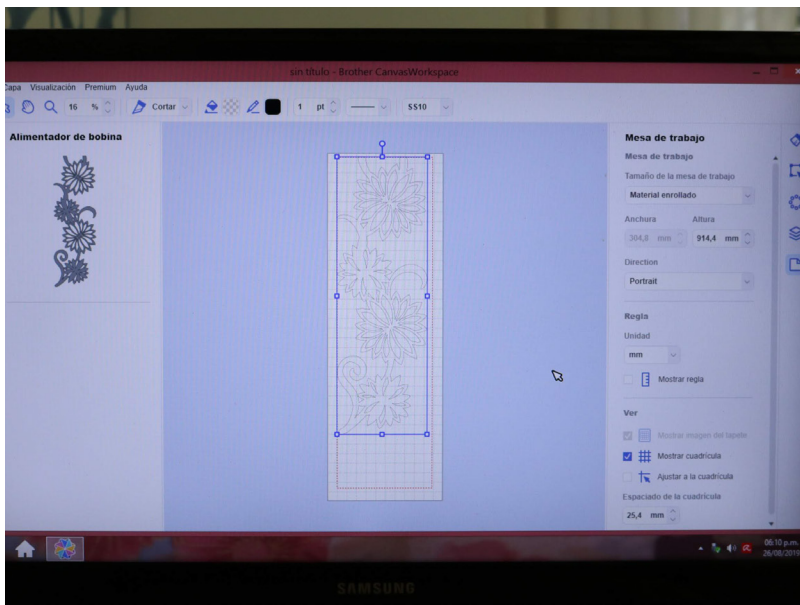 sin título - Brother CanvasWorkspace
Capa Visualización Premium Ayuda
16 % Cortar 1 pt SS10
Alimentador de bobina
Mesa de trabajo
Mesa de trabajo
Tamaño de la mesa de trabajo
Material enrollado
Anchura Altura
304,8 mm 914,4 mm
Direction
Portrait
Regla
Unidad
mm
Mostrar regla
Ver
Mostrar imagen del tapete
Mostrar cuadrícula
Ajustar a la cuadrícula
Espaciado de la cuadrícula
25,4 mm
06:10 p.m.
26/08/2019
SAMSUNG